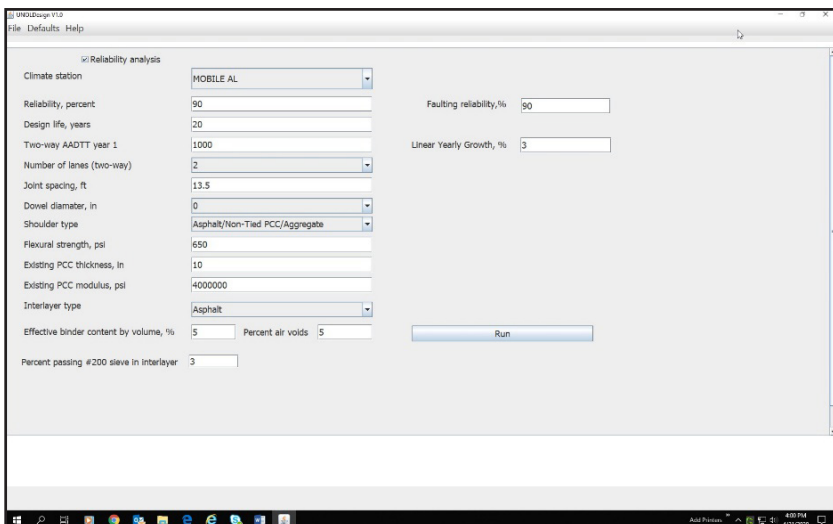 UNOLDesign V1.0
File Defaults Help
Reliability analysis
Climate station MOBILE AL
Reliability, percent 90 Faulting reliability,% 90
Design life, years 20
Two-way AADTT year 1 1000 Linear Yearly Growth, % 3
Number of lanes (two-way) 2
Joint spacing, ft 13.5
Dowel diamater, in 0
Shoulder type Asphalt/Non-Tied PCC/Aggregate
Flexural strength, psi 650
Existing PCC thickness, in 10
Existing PCC modulus, psi 4000000
Interlayer type Asphalt
Effective binder content by volume, % 5 Percent air voids 5 Run
Percent passing #200 sieve in interlayer 3
Add Printers 4:00 PM